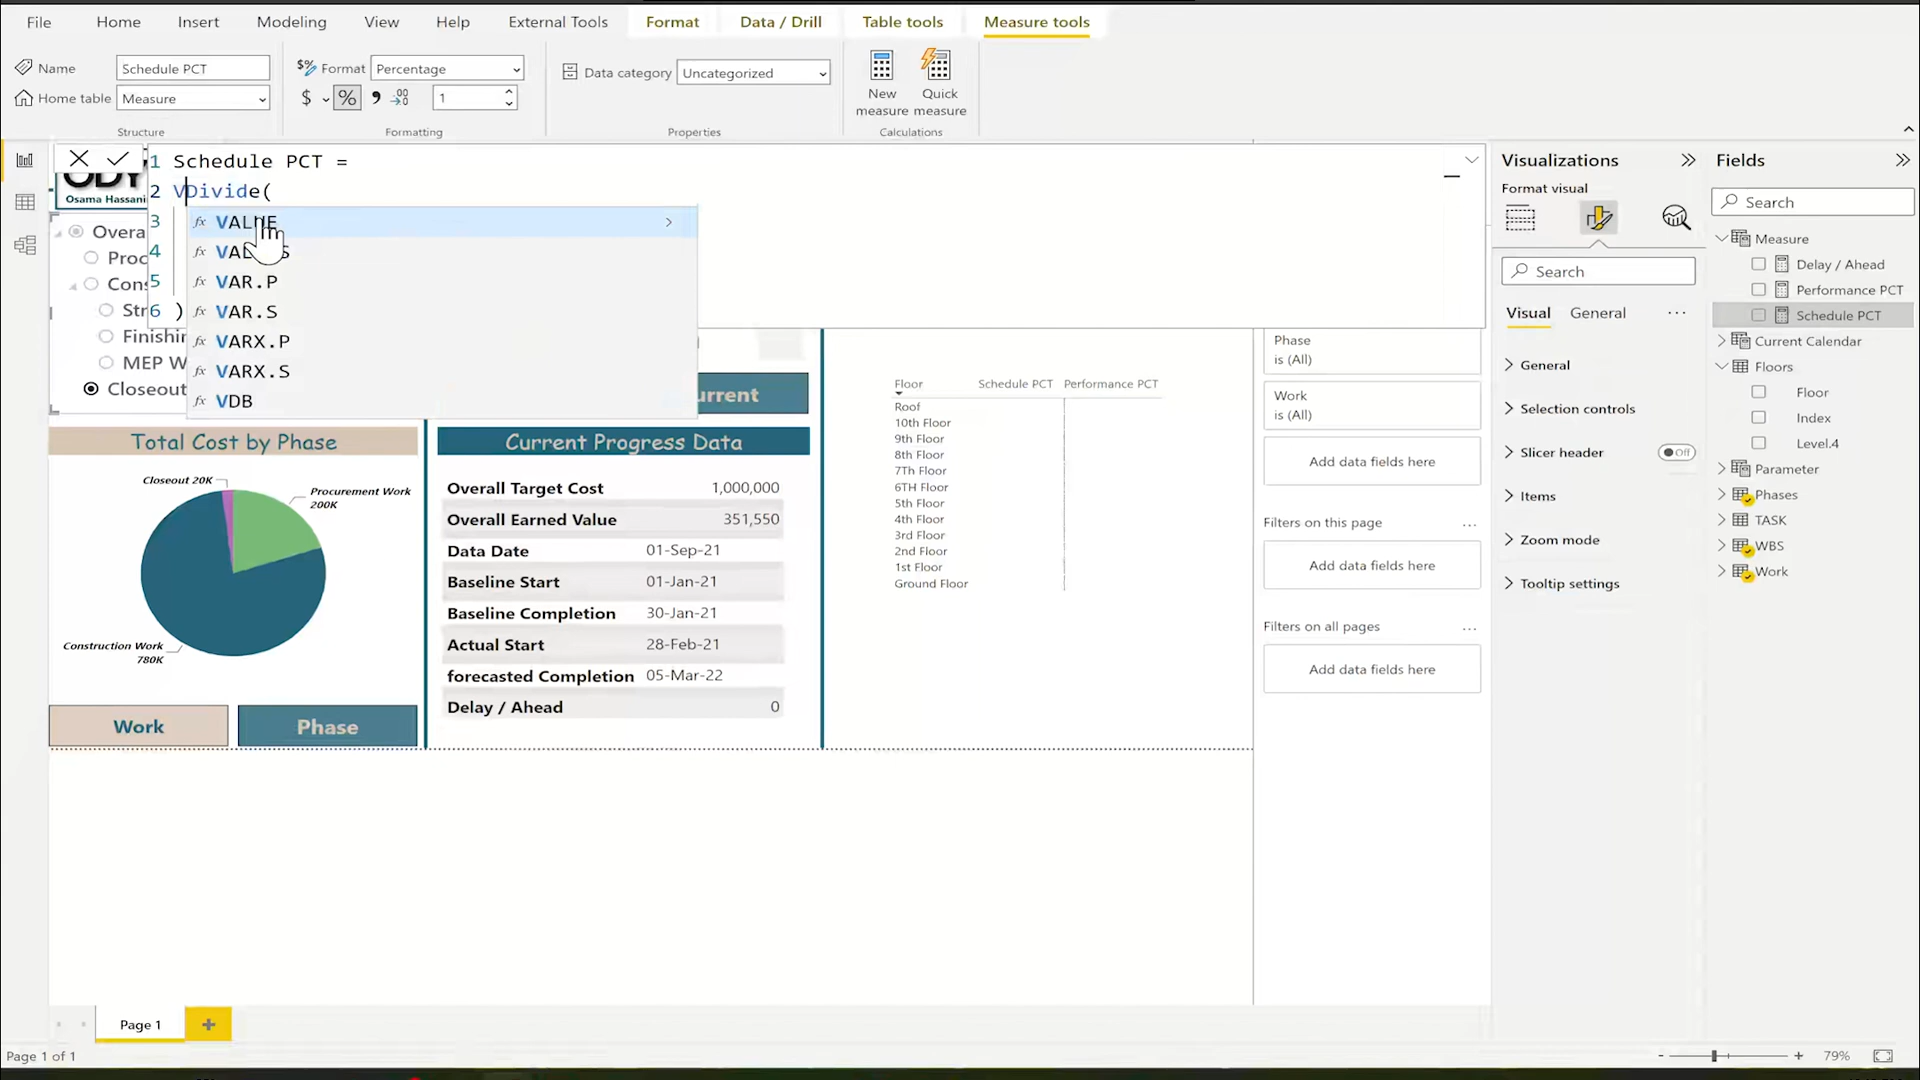 File Home Insert Modeling View Help External Tools Format Data / Drill Table tools Measure tools
Name Schedule PCT
Home table Measure
Structure
$% Format Percentage
$ % 9 .00 1
Formatting
Data category Uncategorized
Properties
New measure
Quick measure
Calculations
1 Schedule PCT =
2 VDivide(
3
4
5
6 )
VALUE
VAR.P
VAR.S
VARX.P
VARX.S
VDB
ODY
Osama Hassani
Overa
Proc
Cons
Str
Finishin
MEP W
Closeout
urrent
Total Cost by Phase
Closeout 20K
Procurement Work
200K
Construction Work
780K
Work Phase
Current Progress Data
Overall Target Cost 1,000,000
Overall Earned Value 351,550
Data Date 01-Sep-21
Baseline Start 01-Jan-21
Baseline Completion 30-Jan-21
Actual Start 28-Feb-21
forecasted Completion 05-Mar-22
Delay / Ahead 0
Floor Schedule PCT Performance PCT
Roof
10th Floor
9th Floor
8th Floor
7Th Floor
6TH Floor
5th Floor
4th Floor
3rd Floor
2nd Floor
1st Floor
Ground Floor
Phase
is (All)
Work
is (All)
Add data fields here
Filters on this page ...
Add data fields here
Filters on all pages ...
Add data fields here
Visualizations
Format visual
Search
Visual General ...
General
Selection controls
Slicer header Off
Items
Zoom mode
Tooltip settings
Fields
Search
Measure
Delay / Ahead
Performance PCT
Schedule PCT
Current Calendar
Floors
Floor
Index
Level.4
Parameter
Phases
TASK
WBS
Work
Page 1 +
Page 1 of 1
- + 79%